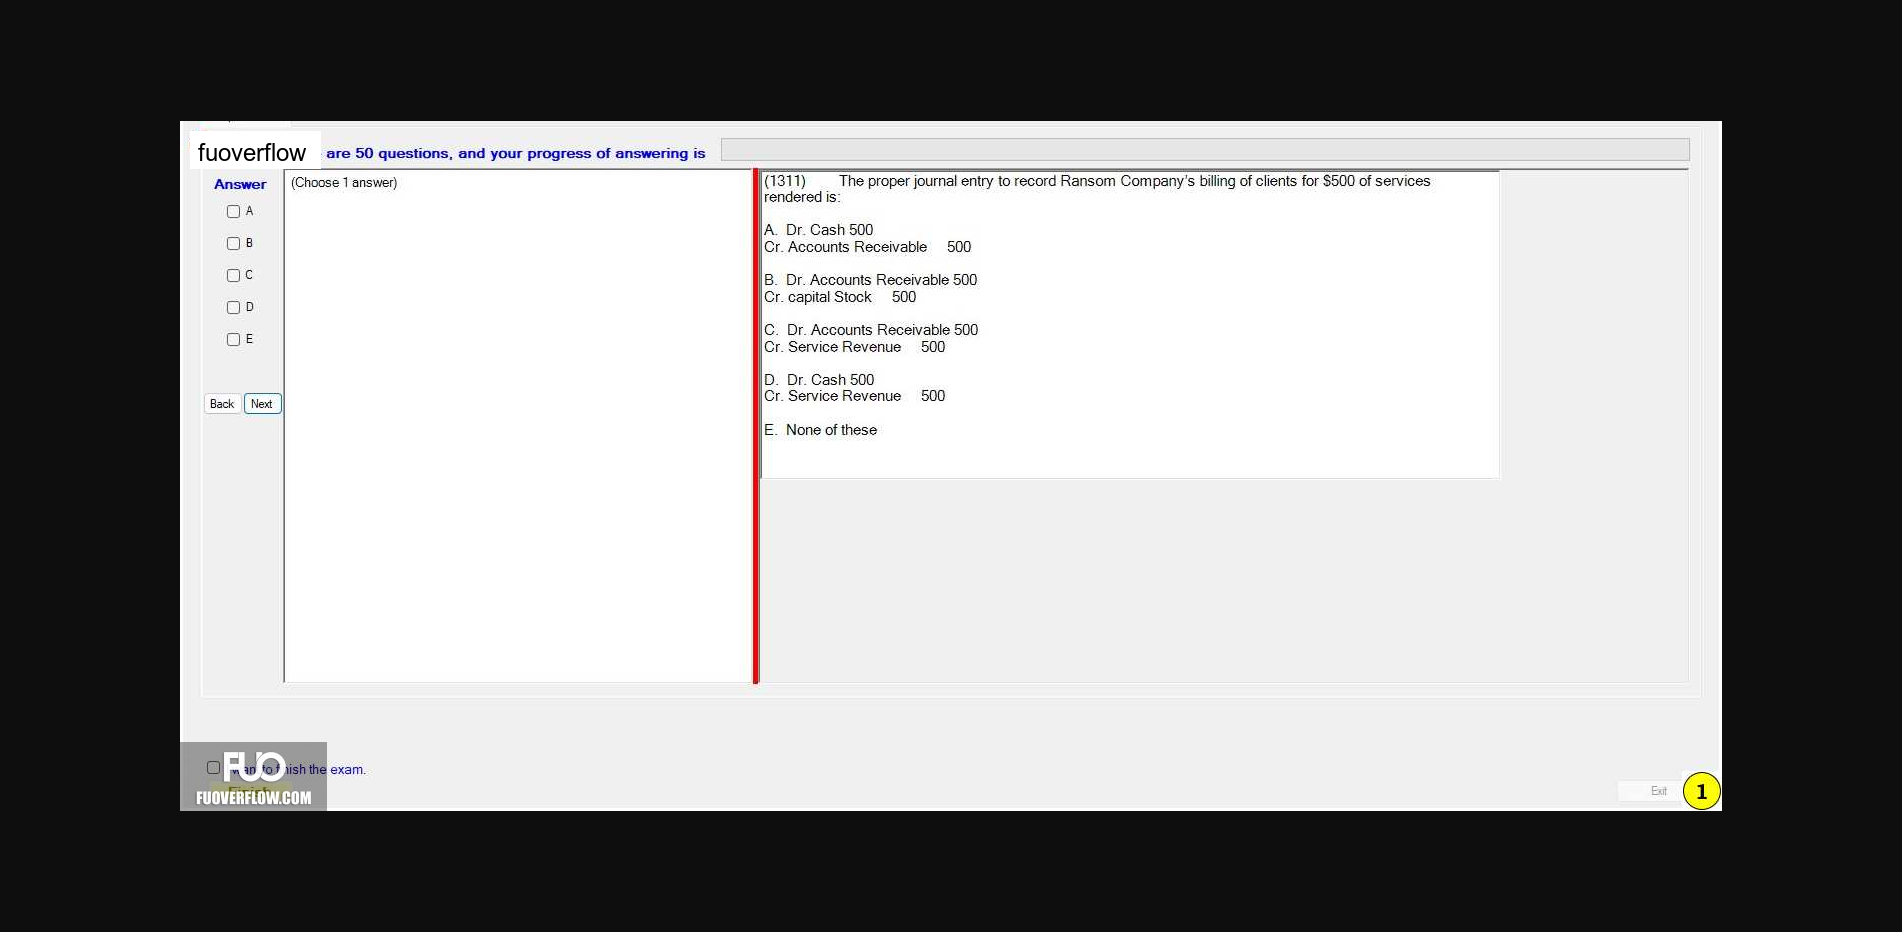 fuoverflow are 50 questions, and your progress of answering is
Answer
(Choose 1 answer)
A
B
C
D
E
Back Next
(1311) The proper journal entry to record Ransom Company's billing of clients for $500 of services
rendered is:
A. Dr. Cash 500
Cr. Accounts Receivable 500
B. Dr. Accounts Receivable 500
Cr. capital Stock 500
C. Dr. Accounts Receivable 500
Cr. Service Revenue 500
D. Dr. Cash 500
Cr. Service Revenue 500
E. None of these
FUO
want to finish the exam.
Finish
FUOVERFLOW.COM
Exit
1